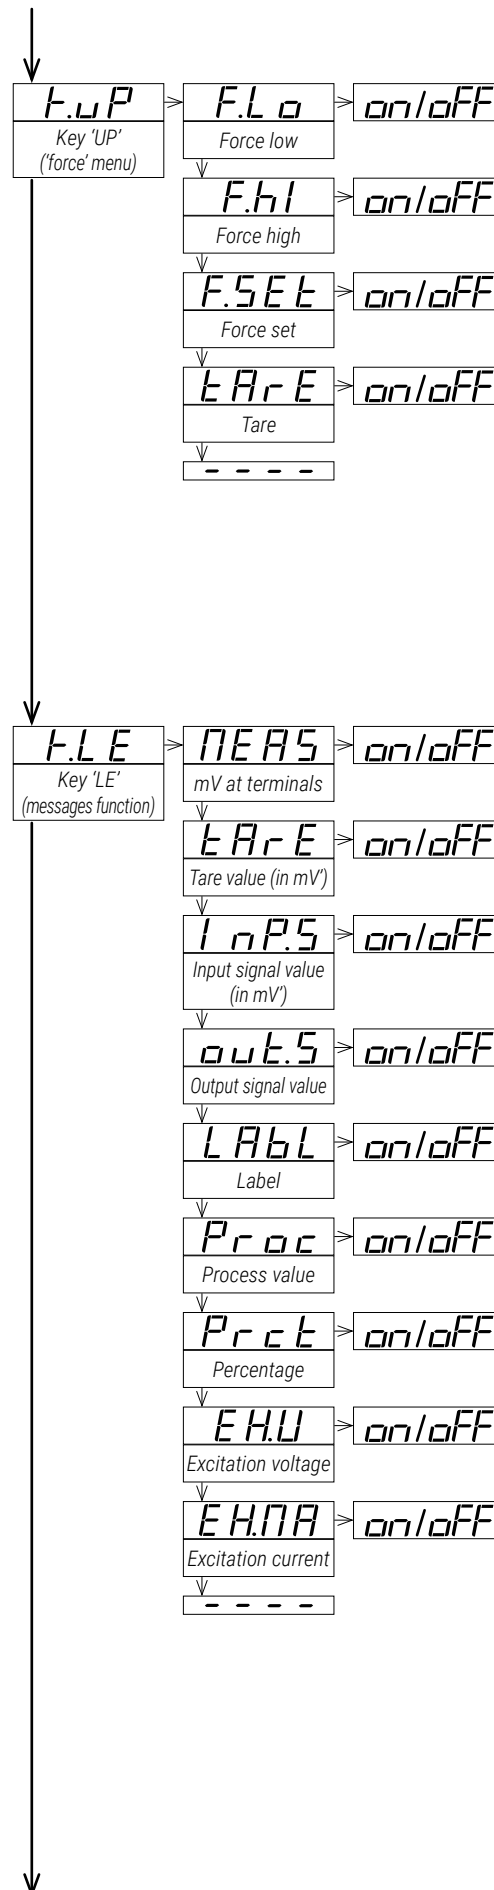 K.uP F.Lo on/oFF
Key 'UP' Force low
('force' menu)
F.hI on/oFF
Force high
F.SEt on/oFF
Force set
tArE on/oFF
Tare
----
K.LE MEAS on/oFF
Key 'LE' mV at terminals
(messages function)
tArE on/oFF
Tare value (in mV')
InP.S on/oFF
Input signal value
(in mV')
out.S on/oFF
Output signal value
LAbL on/oFF
Label
Proc on/oFF
Process value
Prct on/oFF
Percentage
EH.U on/oFF
Excitation voltage
EH.MA on/oFF
Excitation current
----